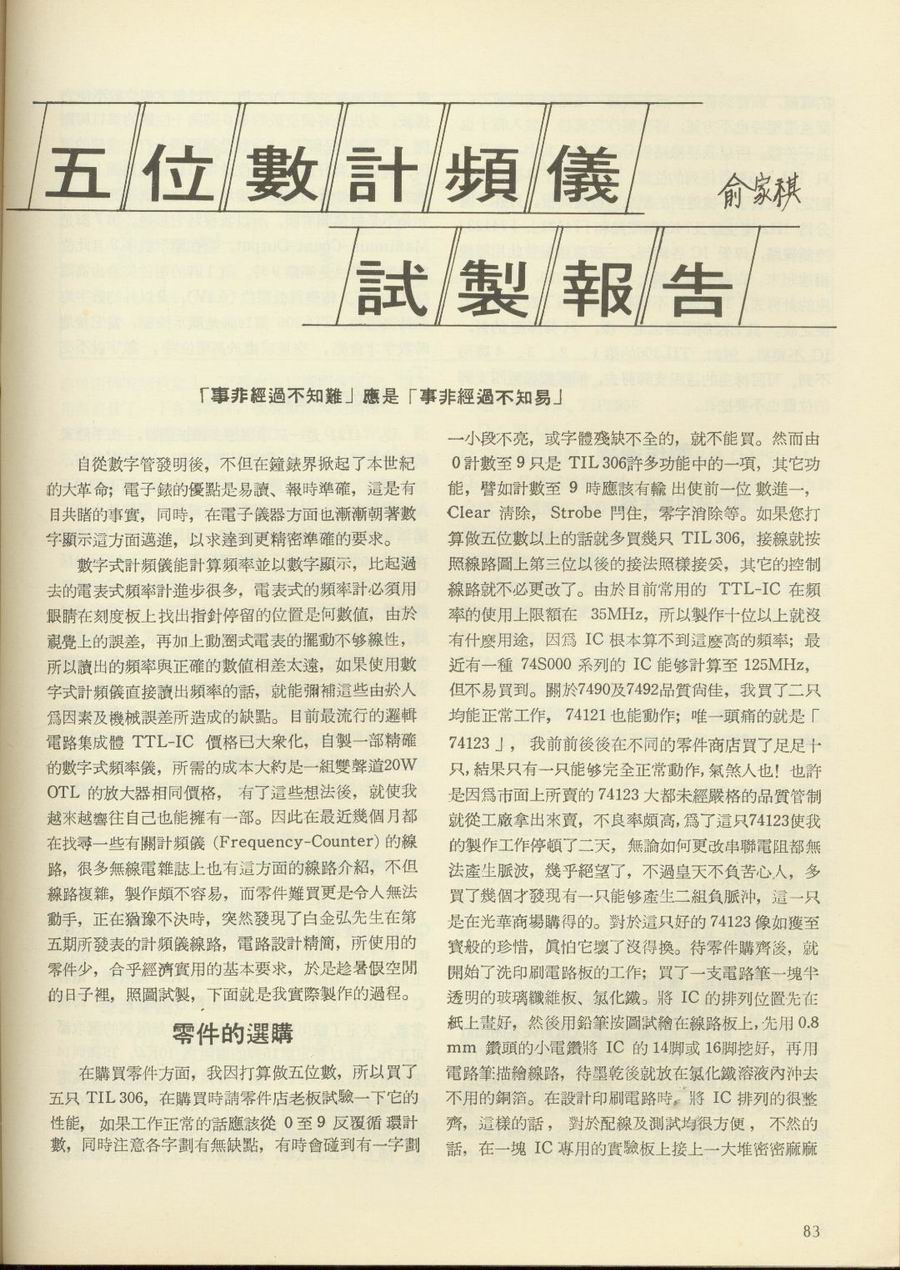 五位數計頻儀
俞家祺
試製報告
「事非經過不知難」應是「事非經過不知易」
自從數字管發明後，不但在鐘錶界掀起了本世紀
的大革命；電子錶的優點是易讀、報時準確，這是有
目共睹的事實，同時，在電子儀器方面也漸漸朝著數
字顯示這方面邁進，以求達到更精密準確的要求。
數字式計頻儀能計算頻率並以數字顯示，比起過
去的電表式頻率計進步很多，電表式的頻率計必須用
眼睛在刻度板上找出指針停留的位置是何數值，由於
視覺上的誤差，再加上動圈式電表的擺動不够線性，
所以讀出的頻率與正確的數值相差太遠，如果使用數
字式計頻儀直接讀出頻率的話，就能彌補這些由於人
爲因素及機械誤差所造成的缺點。目前最流行的邏輯
電路集成體 TTL-IC 價格已大衆化，自製一部精確
的數字式頻率儀，所需的成本大約是一組雙聲道20W
OTL 的放大器相同價格， 有了這些想法後，就使我
越來越嚮往自己也能擁有一部。因此在最近幾個月都
在找尋一些有關計頻儀 (Frequency-Counter) 的線
路，很多無線電雜誌上也有這方面的線路介紹，不但
線路複雜，製作頗不容易，而零件難買更是令人無法
動手，正在猶豫不決時，突然發現了白金弘先生在第
五期所發表的計頻儀線路，電路設計精簡，所使用的
零件少，合乎經濟實用的基本要求，於是趁暑假空閒
的日子裡，照圖試製，下面就是我實際製作的過程。
零件的選購
在購買零件方面，我因打算做五位數，所以買了
五只 TIL 306，在購買時請零件店老板試驗一下它的
性能，如果工作正常的話應該從 0 至 9 反覆循 環計
數，同時注意各字劃有無缺點，有時會碰到有一字劃
一小段不亮，或字體殘缺不全的，就不能買。然而由
0 計數至 9 只是 TIL 306許多功能中的一項，其它功
能，譬如計數至 9 時應該有輸 出使前一位 數進一，
Clear 清除， Strobe 閂住，零字消除等。如果您打
算做五位數以上的話就多買幾只 TIL 306，接線就按
照線路圖上第三位以後的接法照樣接妥，其它的控制
線路就不必更改了。由於目前常用的 TTL-IC 在頻
率的使用上限額在 35MHz，所以製作十位以上就沒
有什麼用途，因爲 IC 根本算不到這麼高的頻率；最
近有一種 74S000 系列的 IC 能够計算至 125MHz，
但不易買到。關於7490及7492品質尙佳，我買了二只
均能正常工作， 74121 也能動作；唯一頭痛的就是「
74123 」， 我前前後後在不同的零件商店買了足足十
只，結果只有一只能够完全正常動作，氣煞人也！也許
是因爲市面上所賣的 74123 大都未經嚴格的品質管制
就從工廠拿出來賣，不良率頗高，爲了這只74123使我
的製作工作停頓了二天，無論如何更改串聯電阻都無
法產生脈波，幾乎絕望了，不過皇天不負苦心人，多
買了幾個才發現有一只能够產生二組負脈冲，這一只
是在光華商場購得的。對於這只好的 74123 像如獲至
寶般的珍惜，眞怕它壞了沒得換。待零件購齊後，就
開始了洗印刷電路板的工作；買了一支電路筆一塊半
透明的玻璃纖維板、氯化鐵。將 IC 的排列位置先在
紙上畫好，然後用鉛筆按圖試繪在線路板上，先用 0.8
mm 鑽頭的小電鑽將 IC 的 14脚或 16脚挖好，再用
電路筆描繪線路，待墨乾後就放在氯化鐵溶液內沖去
不用的銅箔。在設計印刷電路時，將 IC 排列的很整
齊，這樣的話， 對於配線及測試均很方便， 不然的
話，在一塊 IC 專用的實驗板上接上一大堆密密麻麻
83